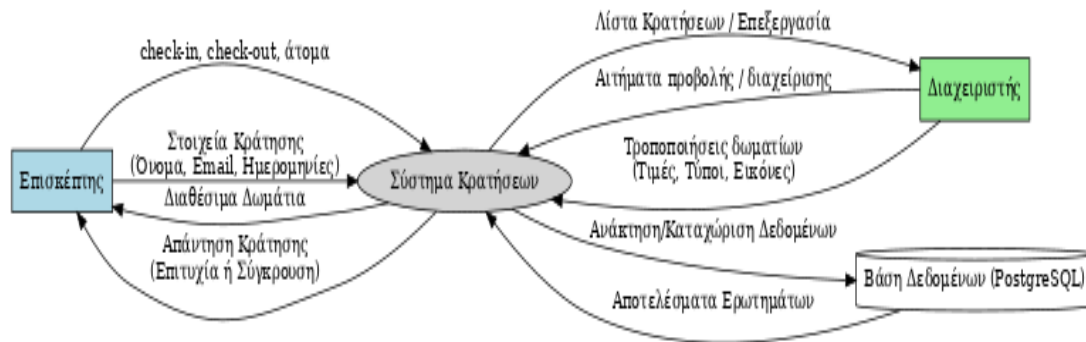 check-in, check-out, άτομα
Στοιχεία Κράτησης
(Όνομα, Email, Ημερομηνίες)
Επισκέπτης
Διαθέσιμα Δωμάτια
Απάντηση Κράτησης
(Επιτυχία ή Σύγκρουση)
Σύστημα Κρατήσεων
Λίστα Κρατήσεων / Επεξεργασία
Αιτήματα προβολής / διαχείρισης
Διαχειριστής
Τροποποιήσεις δωματίων
(Τιμές, Τύποι, Εικόνες)
Ανάκτηση/Καταχώριση Δεδομένων
Βάση Δεδομένων (PostgreSQL)
Αποτελέσματα Ερωτημάτων